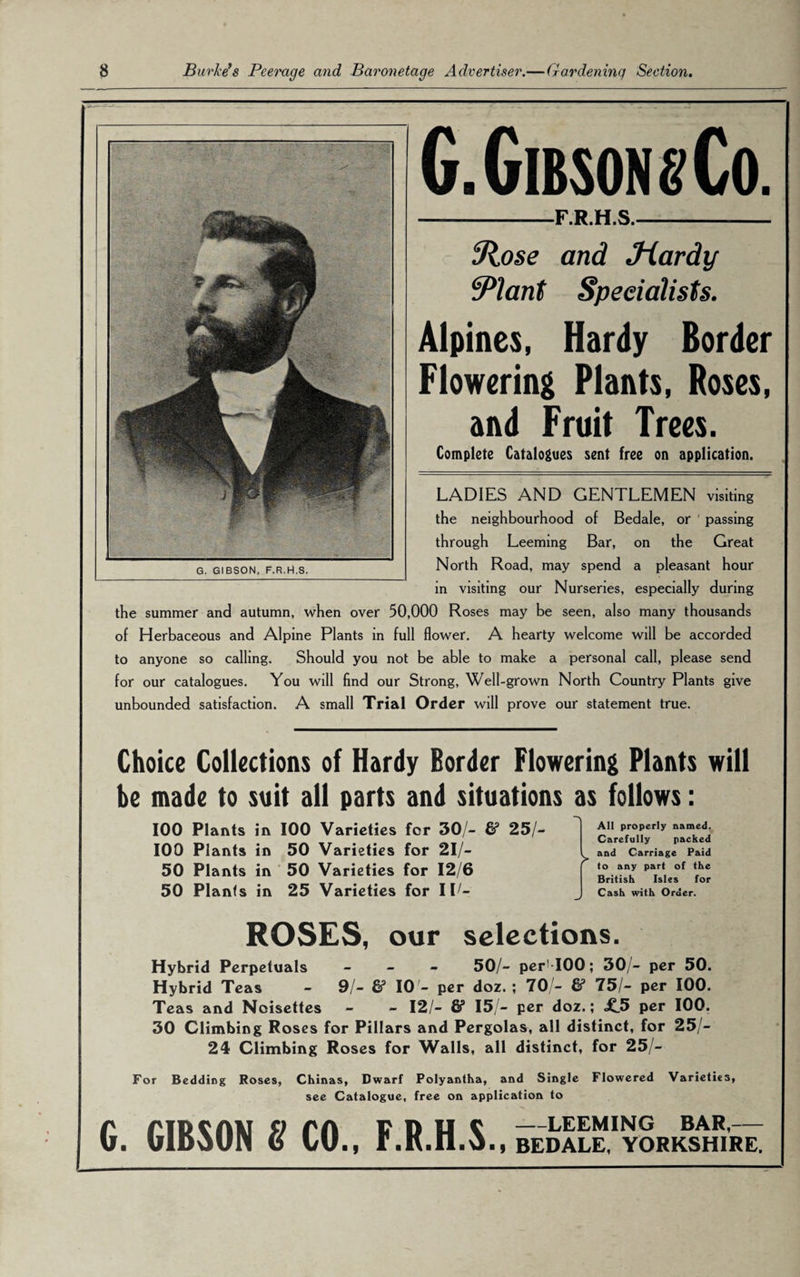 8 Burke's Peerage and Baronetage Advertiser.—Gardening Section.
G. GIBSON, F.R.H.S.
G. GIBSON & CO.
F.R.H.S.
Rose and Hardy
Plant Specialists.
Alpines, Hardy Border
Flowering Plants, Roses,
and Fruit Trees.
Complete Catalogues sent free on application.
LADIES AND GENTLEMEN visiting
the neighbourhood of Bedale, or passing
through Leeming Bar, on the Great
North Road, may spend a pleasant hour
in visiting our Nurseries, especially during
the summer and autumn, when over 50,000 Roses may be seen, also many thousands
of Herbaceous and Alpine Plants in full flower. A hearty welcome will be accorded
to anyone so calling. Should you not be able to make a personal call, please send
for our catalogues. You will find our Strong, Well-grown North Country Plants give
unbounded satisfaction. A small Trial Order will prove our statement true.
Choice Collections of Hardy Border Flowering Plants will
be made to suit all parts and situations as follows:
100 Plants in 100 Varieties for 30/- & 25/-
100 Plants in 50 Varieties for 21/-
50 Plants in 50 Varieties for 12/6
50 Plants in 25 Varieties for 11/-
All properly named,
Carefully packed
and Carriage Paid
to any part of the
British Isles for
Cash with Order.
ROSES, our selections.
Hybrid Perpetuals - - - 50/- per 100; 30/- per 50.
Hybrid Teas - 9/- & 10/- per doz.; 70/- & 75/- per 100.
Teas and Noisettes - - 12/- & 15/- per doz.; £5 per 100.
30 Climbing Roses for Pillars and Pergolas, all distinct, for 25/-
24 Climbing Roses for Walls, all distinct, for 25/-
For Bedding Roses, Chinas, Dwarf Polyantha, and Single Flowered Varieties,
see Catalogue, free on application to
G. GIBSON & CO., F.R.H.S., —LEEMING BAR,—
BEDALE, YORKSHIRE.